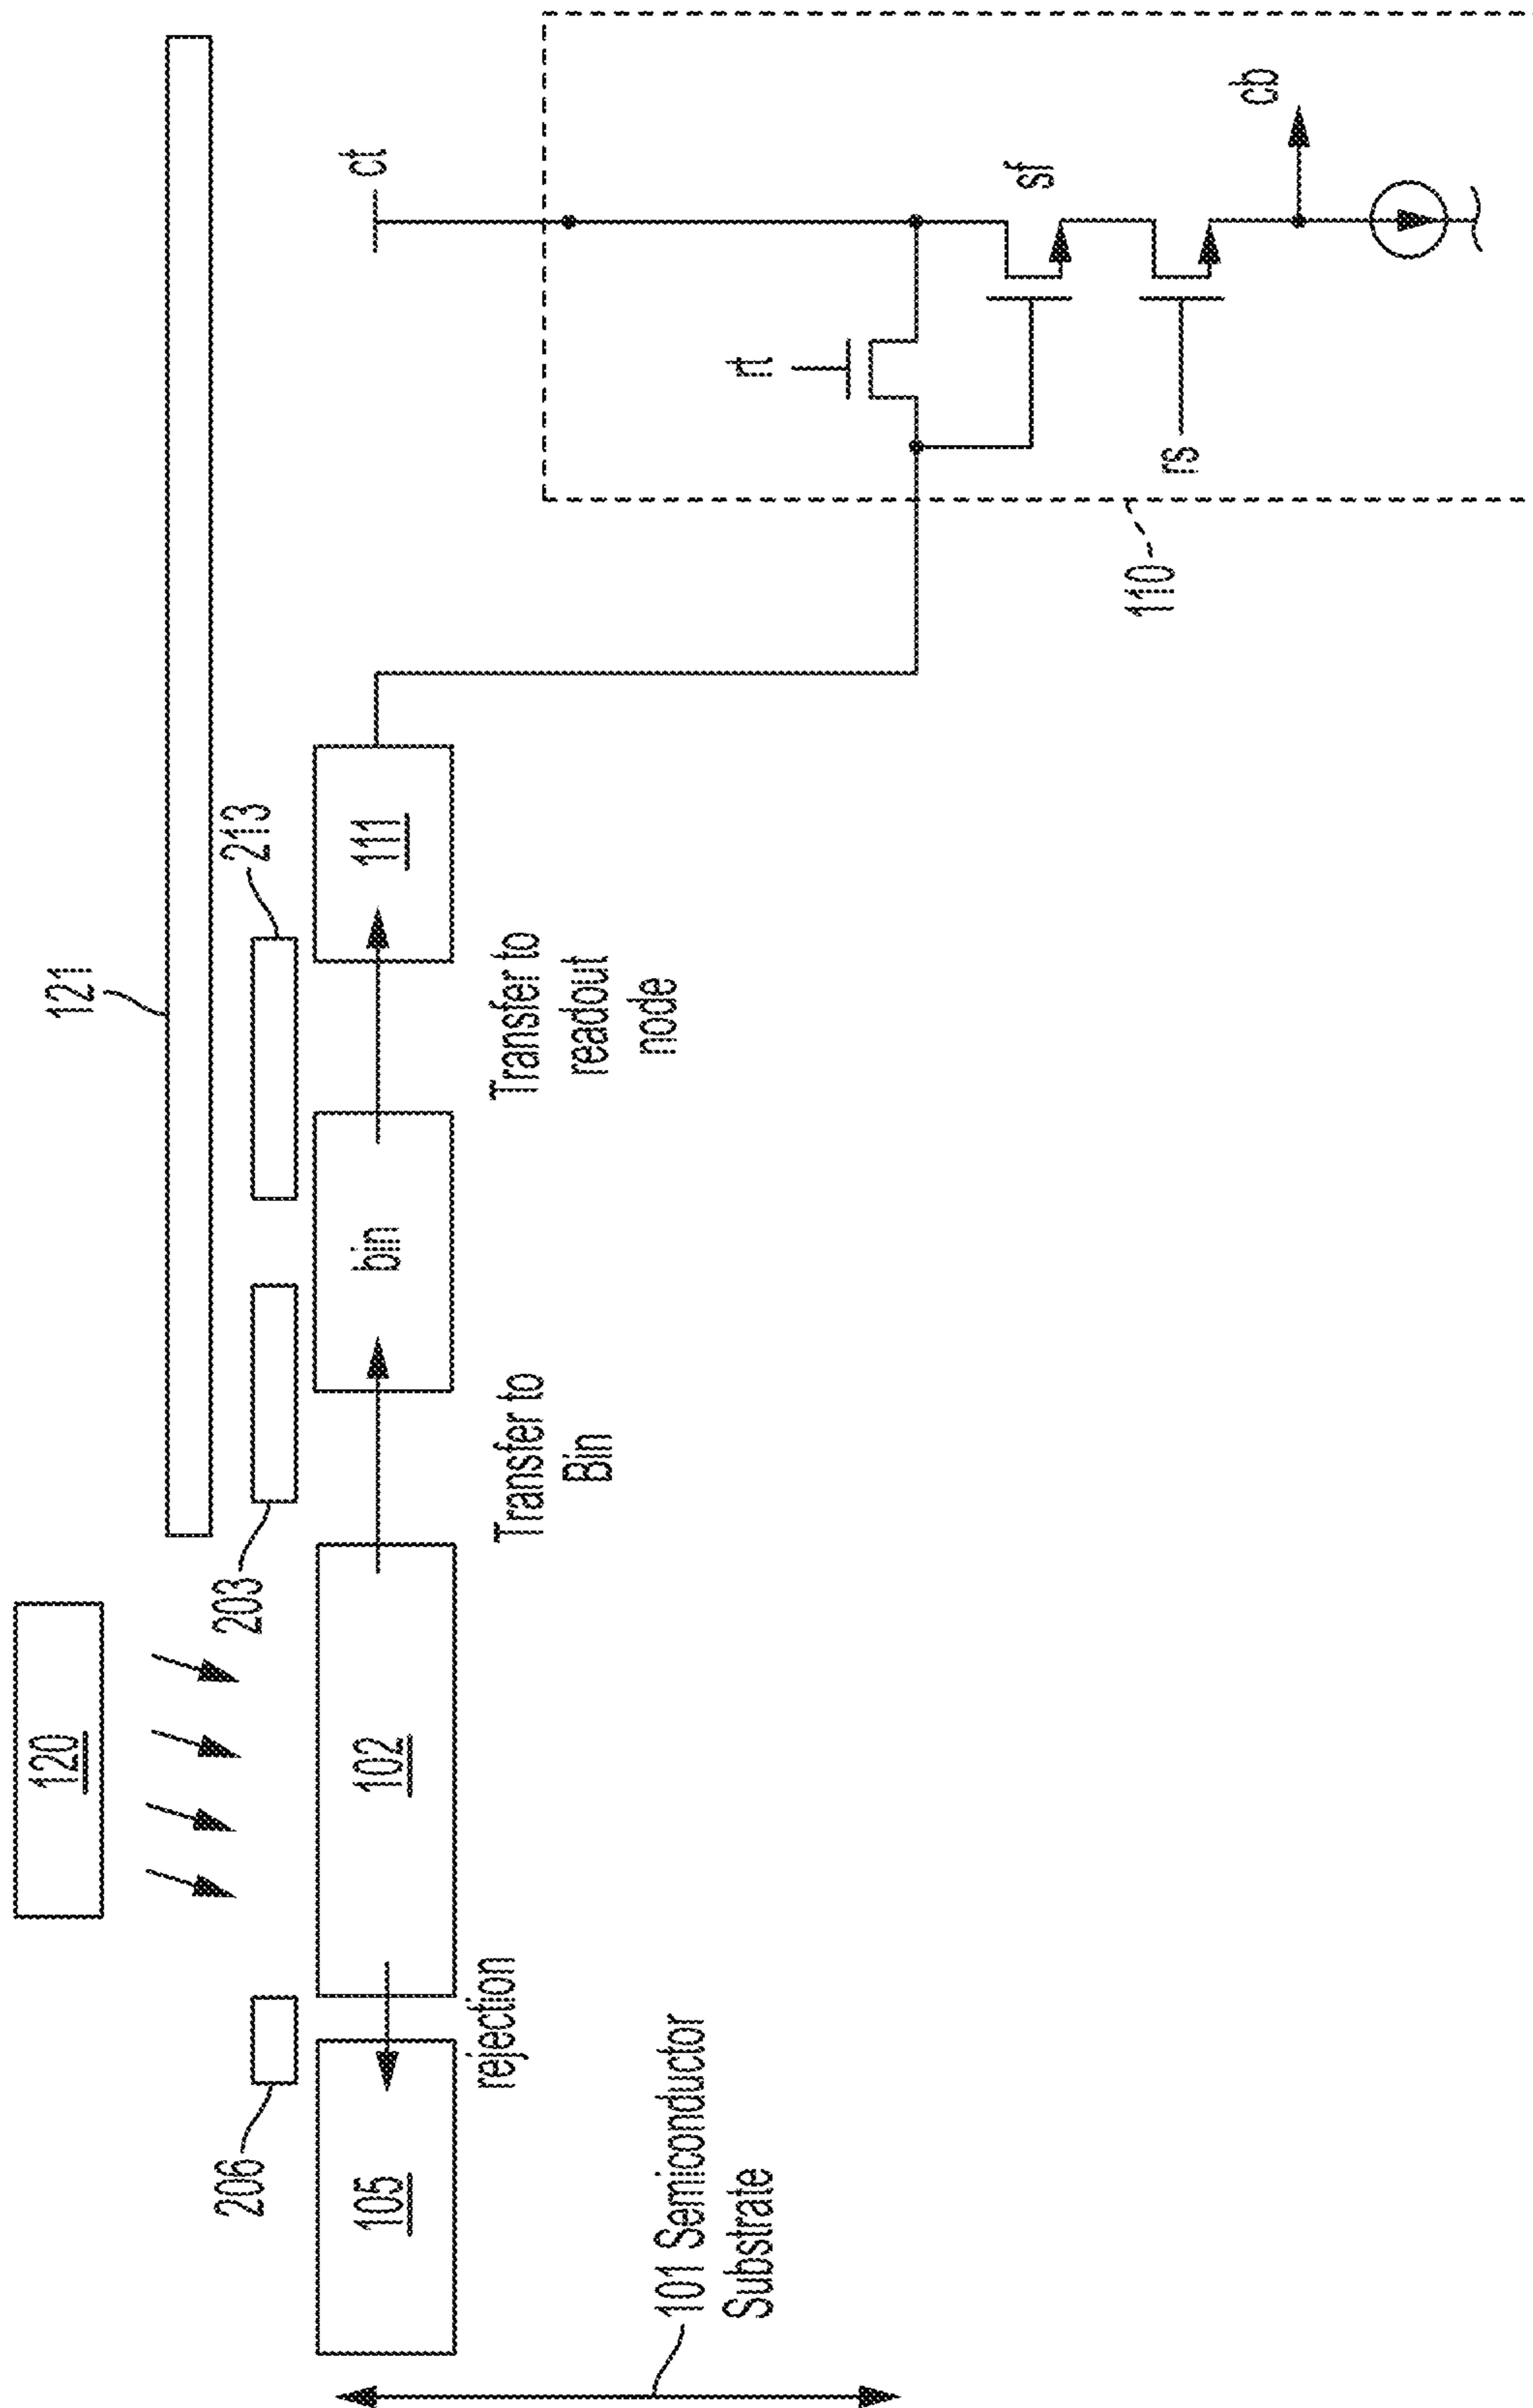 120
121
206
203
213
ct
105
102
bin
111
rejection
Transfer to
Bin
Transfer to
readout
node
101 Semiconductor
Substrate
rt
sf
rs
cb
110